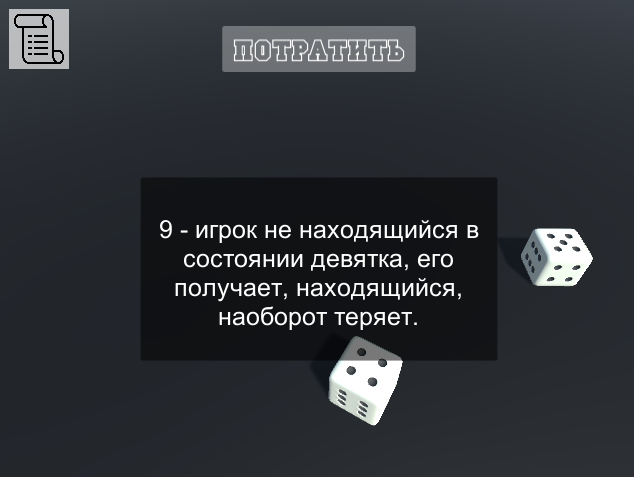 ПОТРАТИТЬ
9 - игрок не находящийся в
состоянии девятка, его
получает, находящийся,
наоборот теряет.